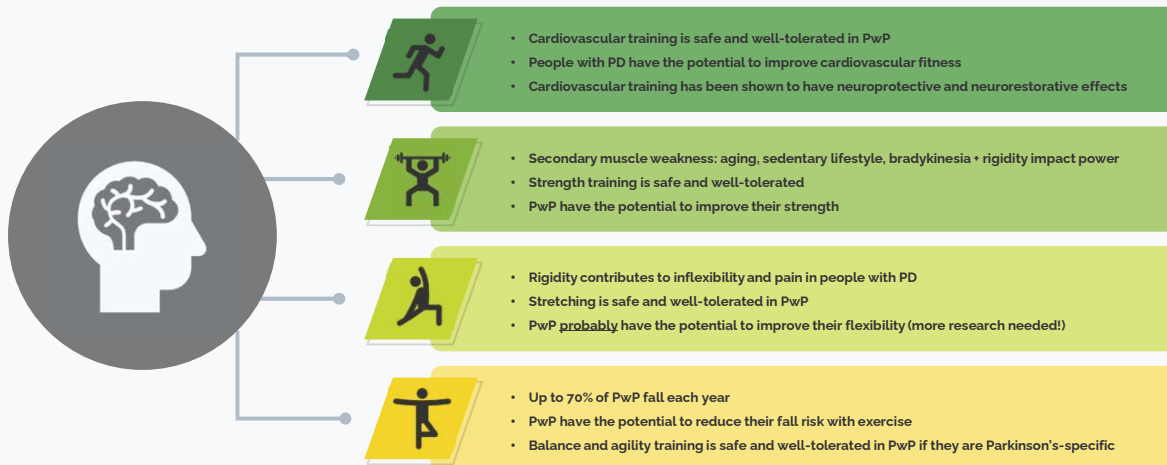 • Cardiovascular training is safe and well-tolerated in PwP
• People with PD have the potential to improve cardiovascular fitness
• Cardiovascular training has been shown to have neuroprotective and neurorestorative effects
• Secondary muscle weakness: aging, sedentary lifestyle, bradykinesia + rigidity impact power
• Strength training is safe and well-tolerated
• PwP have the potential to improve their strength
• Rigidity contributes to inflexibility and pain in people with PD
• Stretching is safe and well-tolerated in PwP
• PwP probably have the potential to improve their flexibility (more research needed!)
• Up to 70% of PwP fall each year
• PwP have the potential to reduce their fall risk with exercise
• Balance and agility training is safe and well-tolerated in PwP if they are Parkinson's-specific